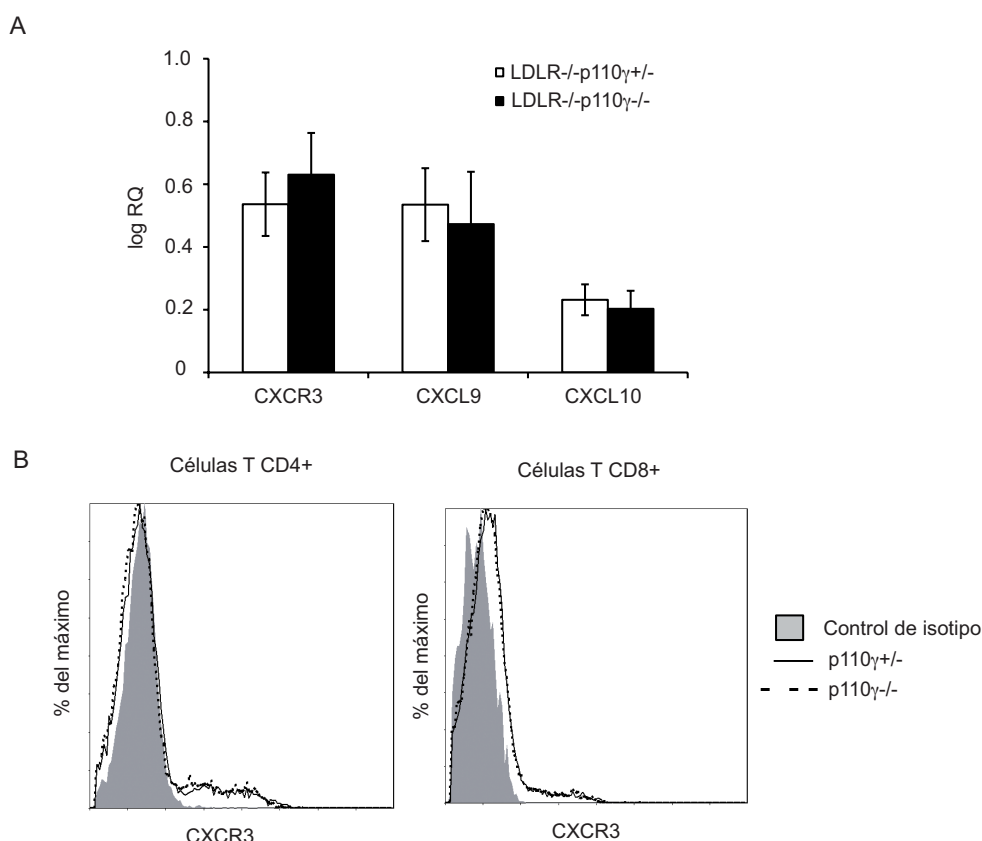 A
1.0
0.8
0.6
0.4
0.2
0
log RQ
LDLR-/-p110γ+/-
LDLR-/-p110γ-/-
CXCR3
CXCL9
CXCL10
B
Células T CD4+
Células T CD8+
% del máximo
% del máximo
CXCR3
CXCR3
Control de isotipo
p110γ+/-
p110γ-/-